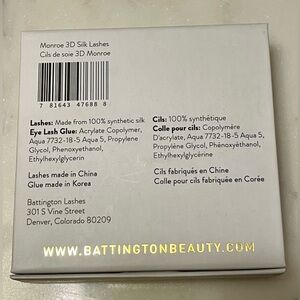 Monroe 3D Silk Lashes
Cils de soie 3D Monroe
7 81643 47688 8
Lashes: Made from 100% synthetic silk
Eye Lash Glue: Acrylate Copolymer,
Aqua 7732-18-5 Aqua 5, Propylene
Glycol, Phenoxyethanol,
Ethylhexylglycerin
Cils: 100% synthétique
Colle pour cils: Copolymère
D'acrylate, Aqua 7732-18-5 Aqua
5, Propylène Glycol, Phénoxyéthanol,
Ethylhexylglycérine
Lashes made in China
Glue made in Korea
Cils fabriqués en Chine
Colle pour cils fabriquée en Corée
Battington Lashes
301 S Vine Street
Denver, Colorado 80209
WWW.BATTINGTONBEAUTY.COM